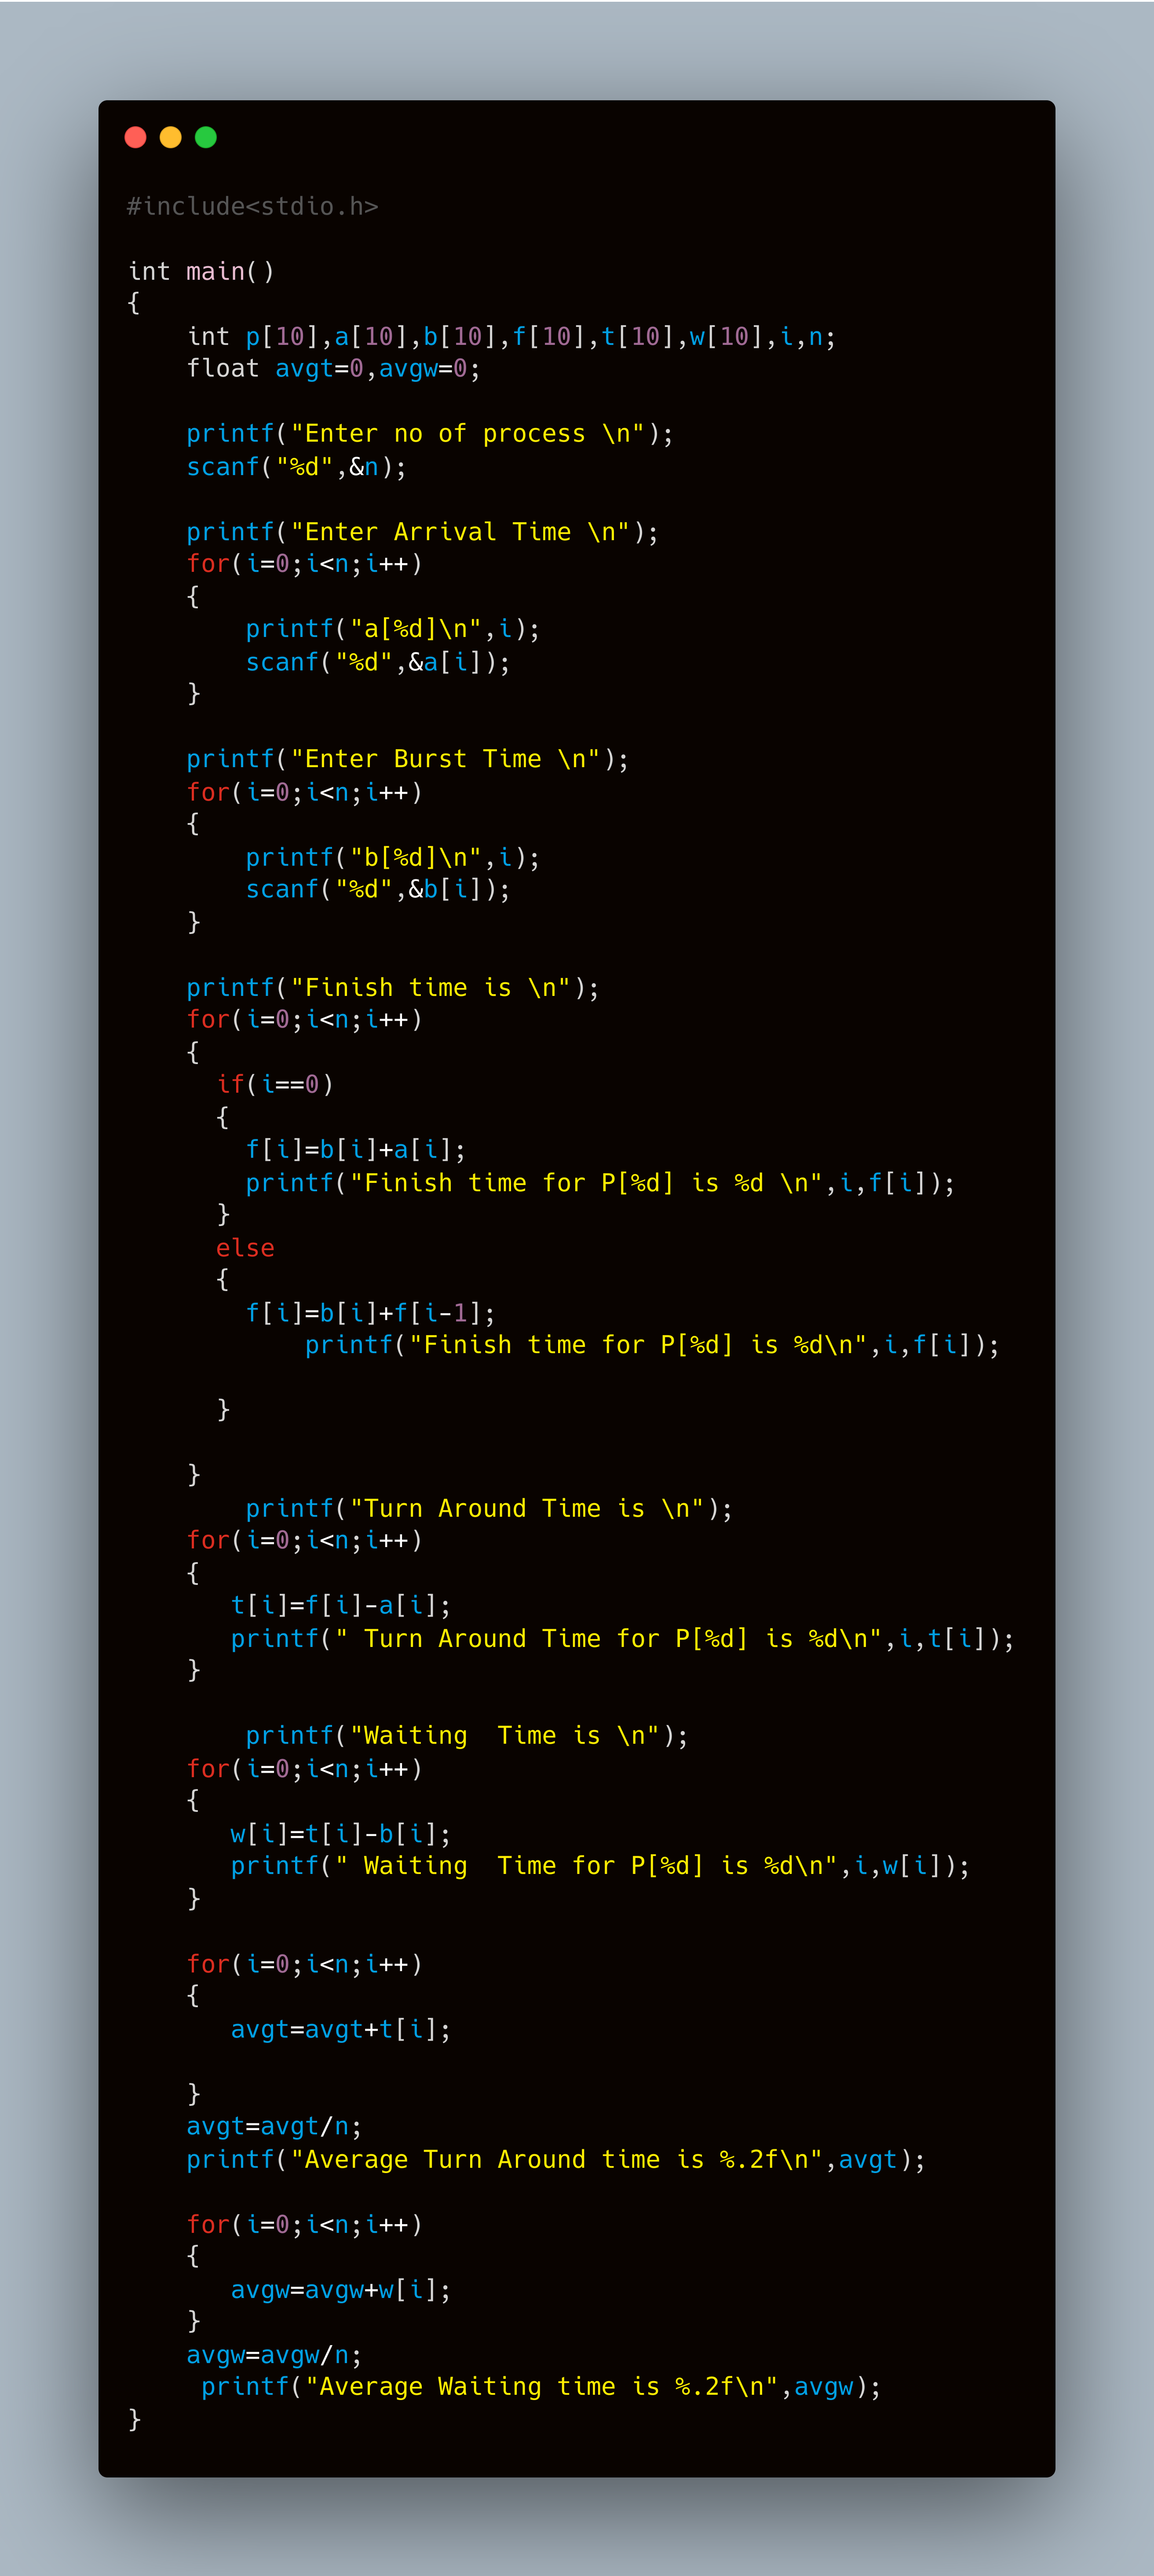 #include<stdio.h>

int main()
{
    int p[10],a[10],b[10],f[10],t[10],w[10],i,n;
    float avgt=0,avgw=0;

    printf("Enter no of process \n");
    scanf("%d",&n);

    printf("Enter Arrival Time \n");
    for(i=0;i<n;i++)
    {
        printf("a[%d]\n",i);
        scanf("%d",&a[i]);
    }

    printf("Enter Burst Time \n");
    for(i=0;i<n;i++)
    {
        printf("b[%d]\n",i);
        scanf("%d",&b[i]);
    }

    printf("Finish time is \n");
    for(i=0;i<n;i++)
    {
      if(i==0)
      {
        f[i]=b[i]+a[i];
        printf("Finish time for P[%d] is %d \n",i,f[i]);
      }
      else
      {
        f[i]=b[i]+f[i-1];
            printf("Finish time for P[%d] is %d\n",i,f[i]);

      }

    }
        printf("Turn Around Time is \n");
    for(i=0;i<n;i++)
    {
       t[i]=f[i]-a[i];
       printf(" Turn Around Time for P[%d] is %d\n",i,t[i]);
    }

        printf("Waiting  Time is \n");
    for(i=0;i<n;i++)
    {
       w[i]=t[i]-b[i];
       printf(" Waiting  Time for P[%d] is %d\n",i,w[i]);
    }

    for(i=0;i<n;i++)
    {
       avgt=avgt+t[i];

    }
    avgt=avgt/n;
    printf("Average Turn Around time is %.2f\n",avgt);

    for(i=0;i<n;i++)
    {
       avgw=avgw+w[i];
    }
    avgw=avgw/n;
     printf("Average Waiting time is %.2f\n",avgw);
}